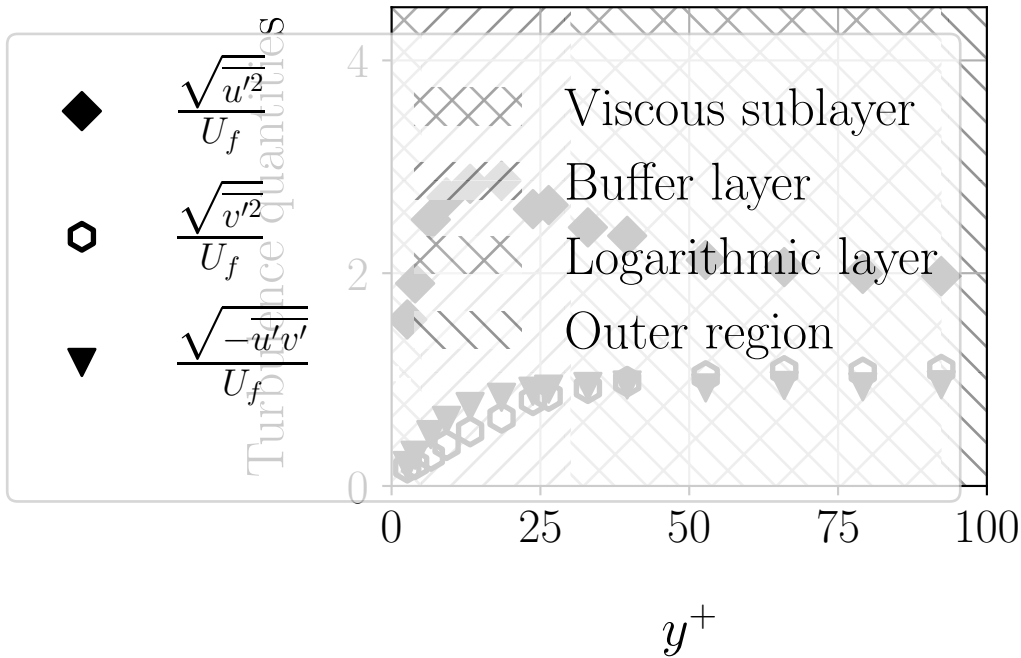 Turbulence quantities
4
2
0
0 25 50 75 100
y⁺
√(u′²)‾ / U_f
√(v′²)‾ / U_f
√(−u′v′‾) / U_f
Viscous sublayer
Buffer layer
Logarithmic layer
Outer region